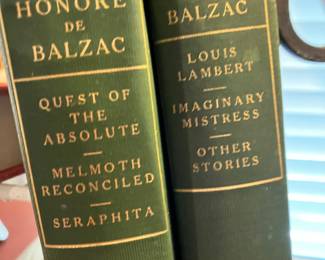 HONORÉ
DE
BALZAC
QUEST OF
THE
ABSOLUTE
MELMOTH
RECONCILED
SERAPHITA
BALZAC
LOUIS
LAMBERT
IMAGINARY
MISTRESS
OTHER
STORIES